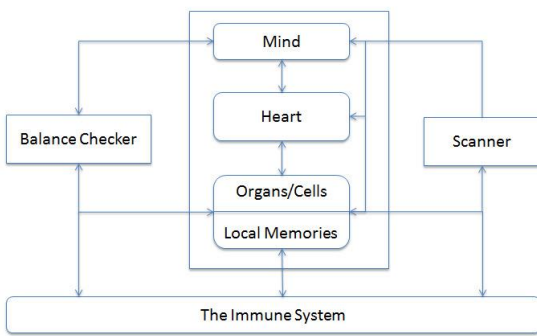 Mind
Heart
Balance Checker
Scanner
Organs/Cells
Local Memories
The Immune System